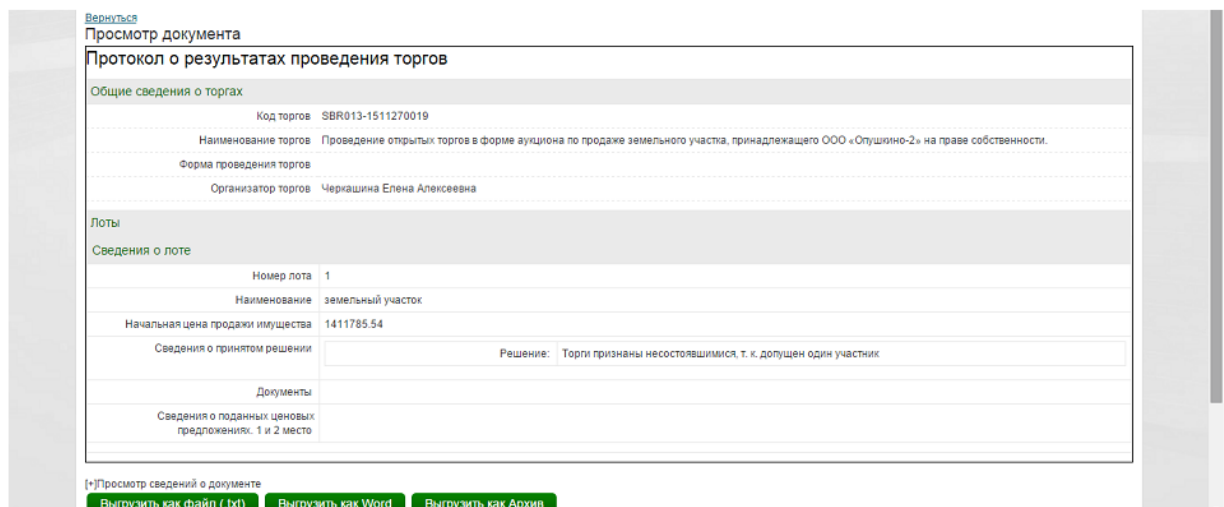 Вернуться
Просмотр документа
Протокол о результатах проведения торгов
Общие сведения о торгах
Код торгов SBR013-1511270019
Наименование торгов Проведение открытых торгов в форме аукциона по продаже земельного участка, принадлежащего ООО «Опушкино-2» на праве собственности.
Форма проведения торгов
Организатор торгов Черкашина Елена Алексеевна
Лоты
Сведения о лоте
Номер лота 1
Наименование земельный участок
Начальная цена продажи имущества 1411785.54
Сведения о принятом решении Решение: Торги признаны несостоявшимися, т. к. допущен один участник
Документы
Сведения о поданных ценовых
предложениях. 1 и 2 место
[+]Просмотр сведений о документе
Выгрузить как файл (.txt) Выгрузить как Word Выгрузить как Архив